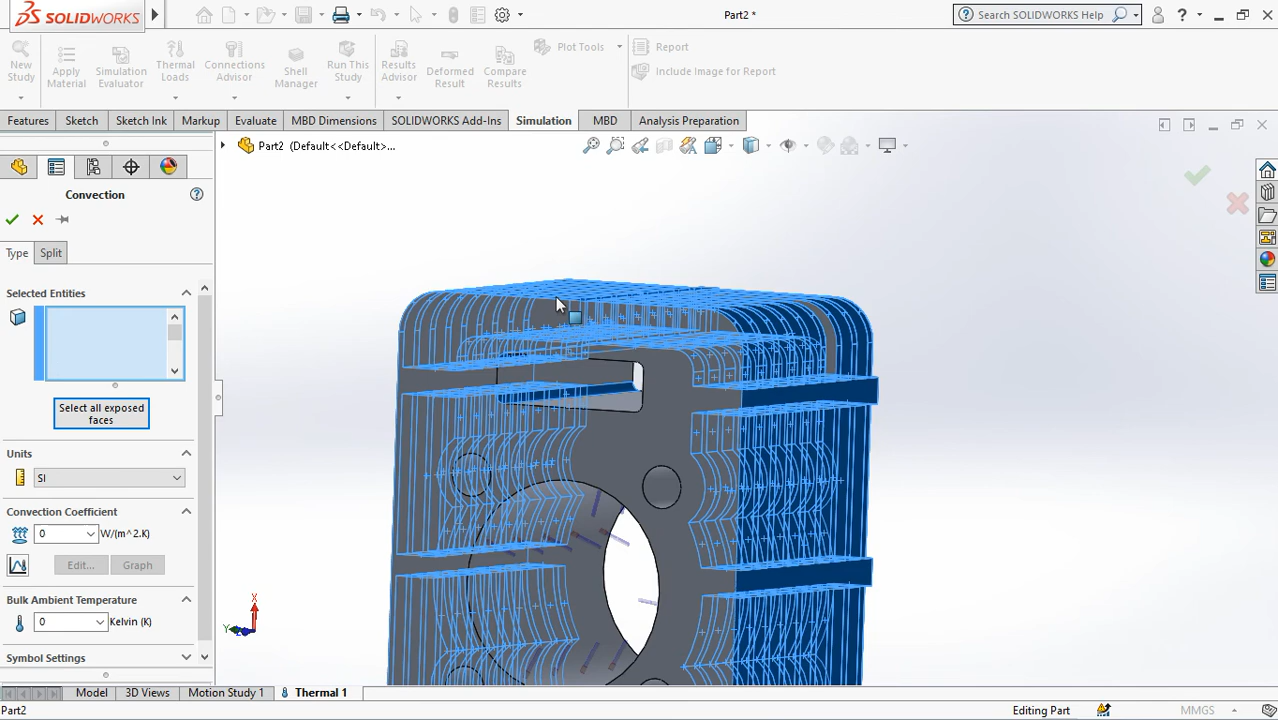 SOLIDWORKS
Part2 *
Search SOLIDWORKS Help
?
New Study
Apply Material
Simulation Evaluator
Thermal Loads
Connections Advisor
Shell Manager
Run This Study
Results Advisor
Deformed Result
Compare Results
Plot Tools
Report
Include Image for Report
Features
Sketch
Sketch Ink
Markup
Evaluate
MBD Dimensions
SOLIDWORKS Add-Ins
Simulation
MBD
Analysis Preparation
Part2 (Default<<Default>...
Convection
?
Type
Split
Selected Entities
Select all exposed
faces
Units
SI
Convection Coefficient
0
W/(m^2.K)
Edit...
Graph
Bulk Ambient Temperature
0
Kelvin (K)
Symbol Settings
X
Y
Z
Model
3D Views
Motion Study 1
Thermal 1
Part2
Editing Part
MMGS